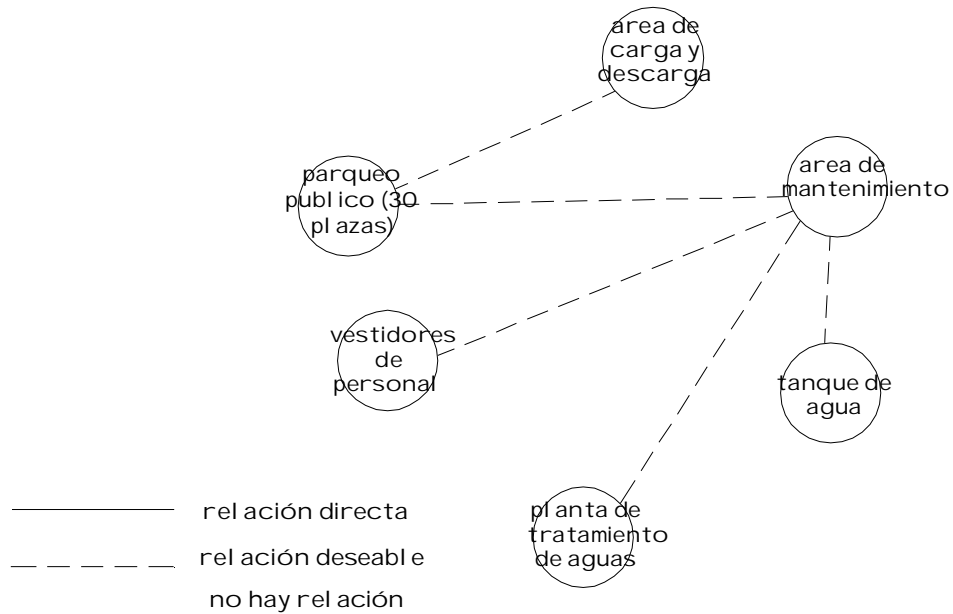 area de
carga y
descarga
parqueo
publico (30
plazas)
area de
mantenimiento
vestidores
de
personal
tanque de
agua
planta de
tratamiento
de aguas
relación directa
relación deseable
no hay relación